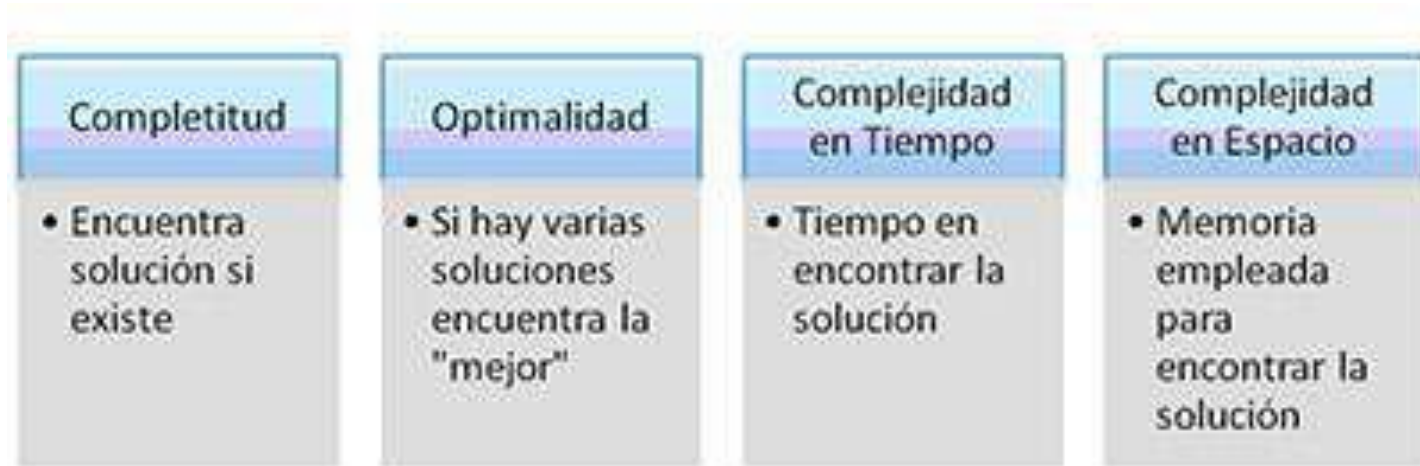 Completitud
• Encuentra
solución si
existe
Optimalidad
• Si hay varias
soluciones
encuentra la
"mejor"
Complejidad
en Tiempo
• Tiempo en
encontrar la
solución
Complejidad
en Espacio
• Memoria
empleada
para
encontrar la
solución